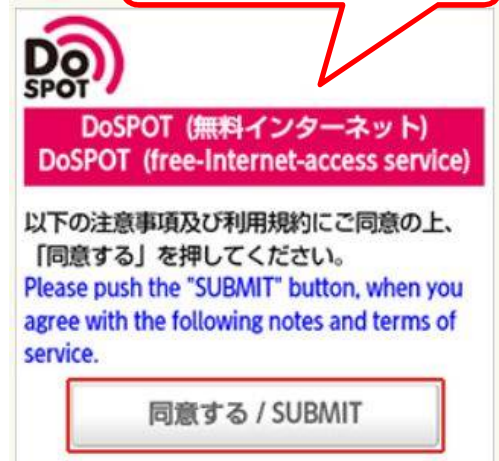 Do
SPOT
DoSPOT (無料インターネット)
DoSPOT (free-Internet-access service)
以下の注意事項及び利用規約にご同意の上、
「同意する」を押してください。
Please push the "SUBMIT" button, when you
agree with the following notes and terms of
service.
同意する / SUBMIT